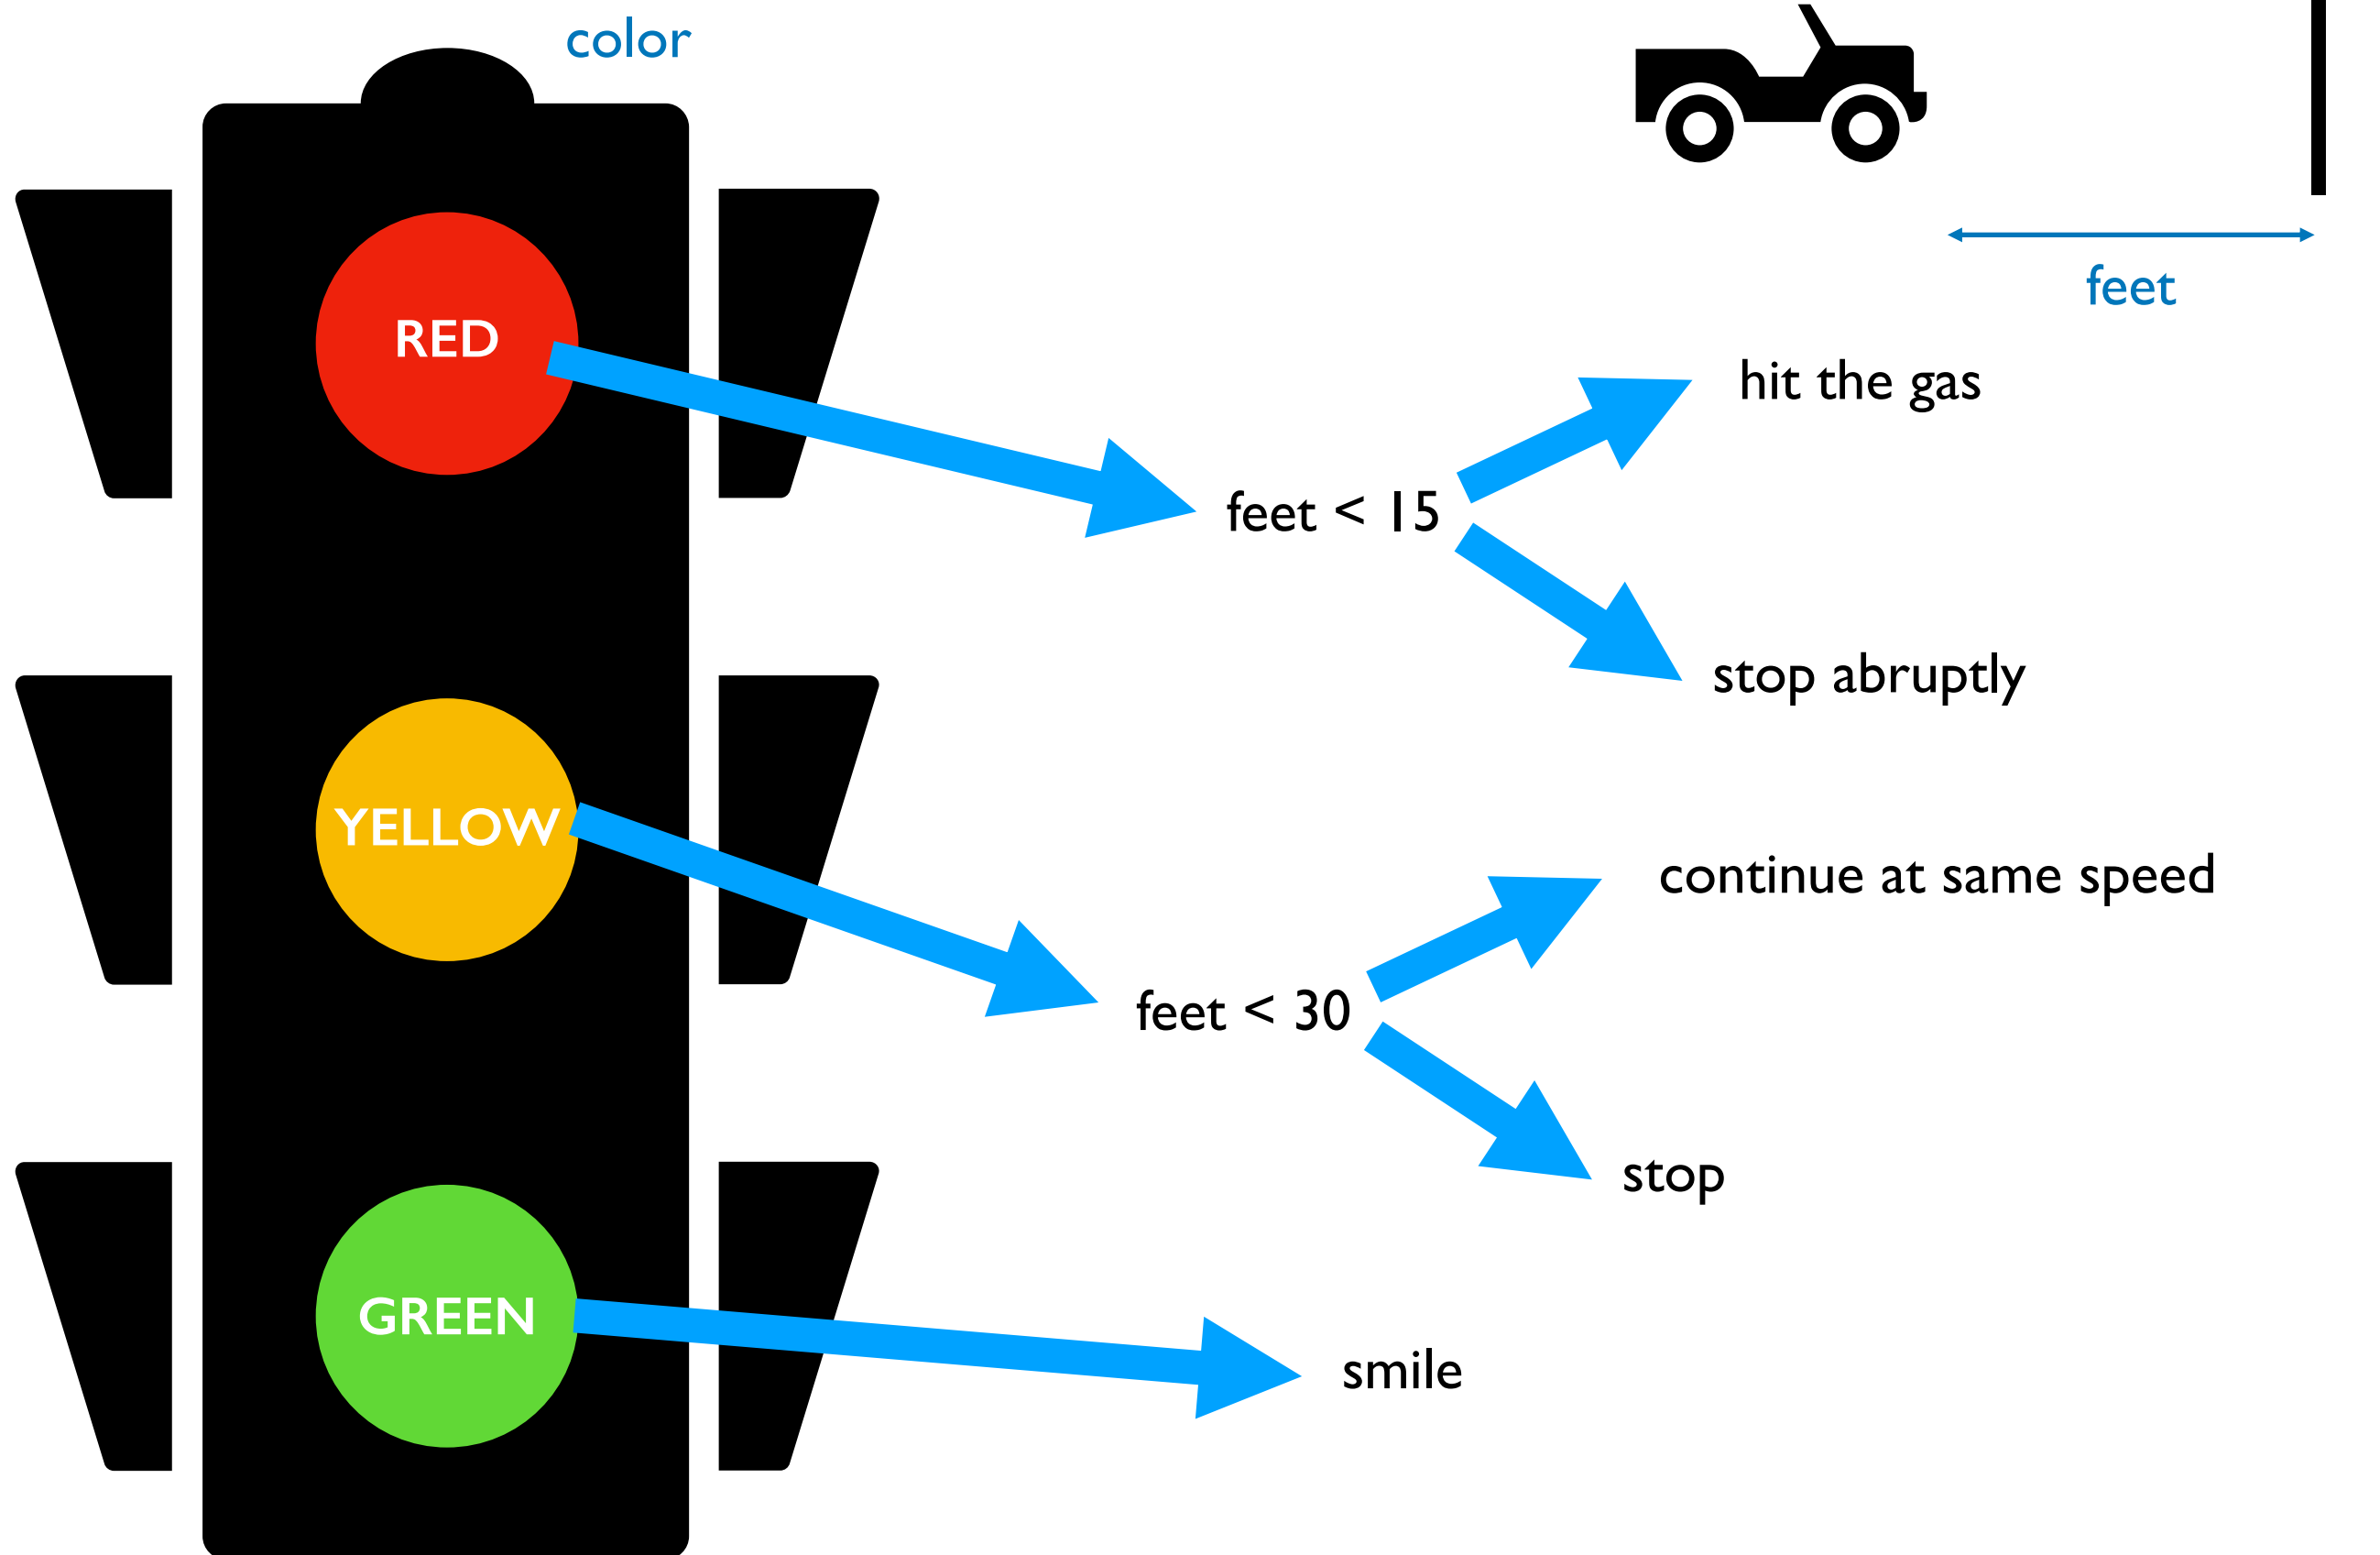 color
feet
RED
hit the gas
feet < 15
stop abruptly
YELLOW
continue at same speed
feet < 30
stop
GREEN
smile